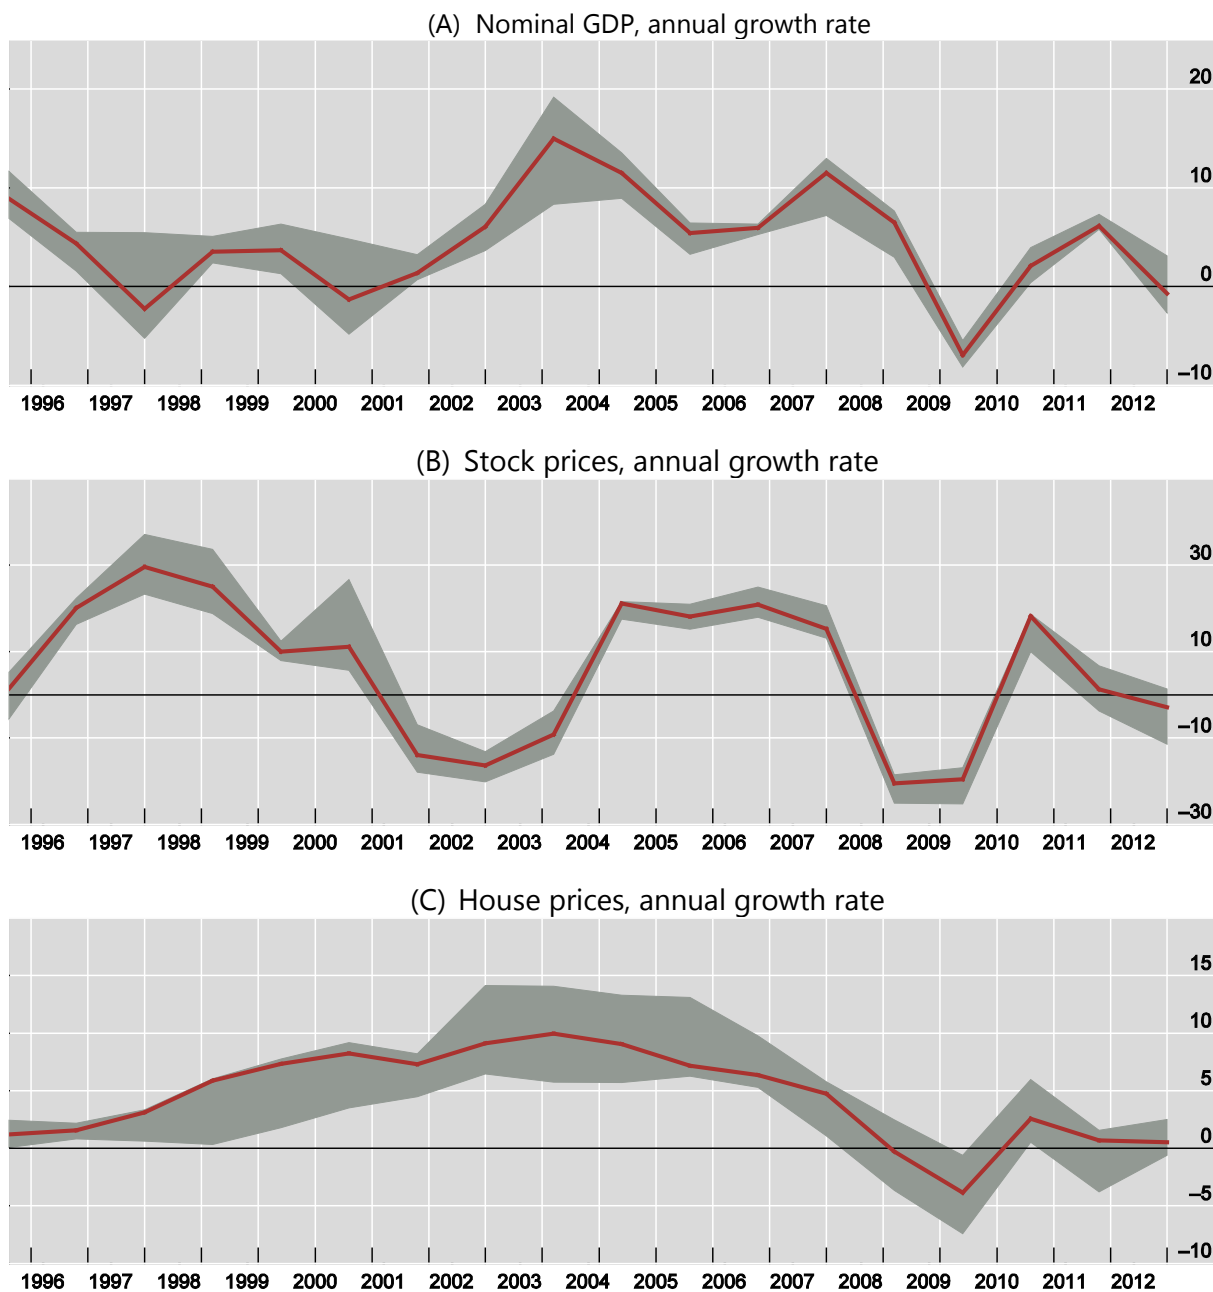 (A) Nominal GDP, annual growth rate
20
10
0
–10
1996 1997 1998 1999 2000 2001 2002 2003 2004 2005 2006 2007 2008 2009 2010 2011 2012
(B) Stock prices, annual growth rate
30
10
–10
–30
1996 1997 1998 1999 2000 2001 2002 2003 2004 2005 2006 2007 2008 2009 2010 2011 2012
(C) House prices, annual growth rate
15
10
5
0
–5
–10
1996 1997 1998 1999 2000 2001 2002 2003 2004 2005 2006 2007 2008 2009 2010 2011 2012